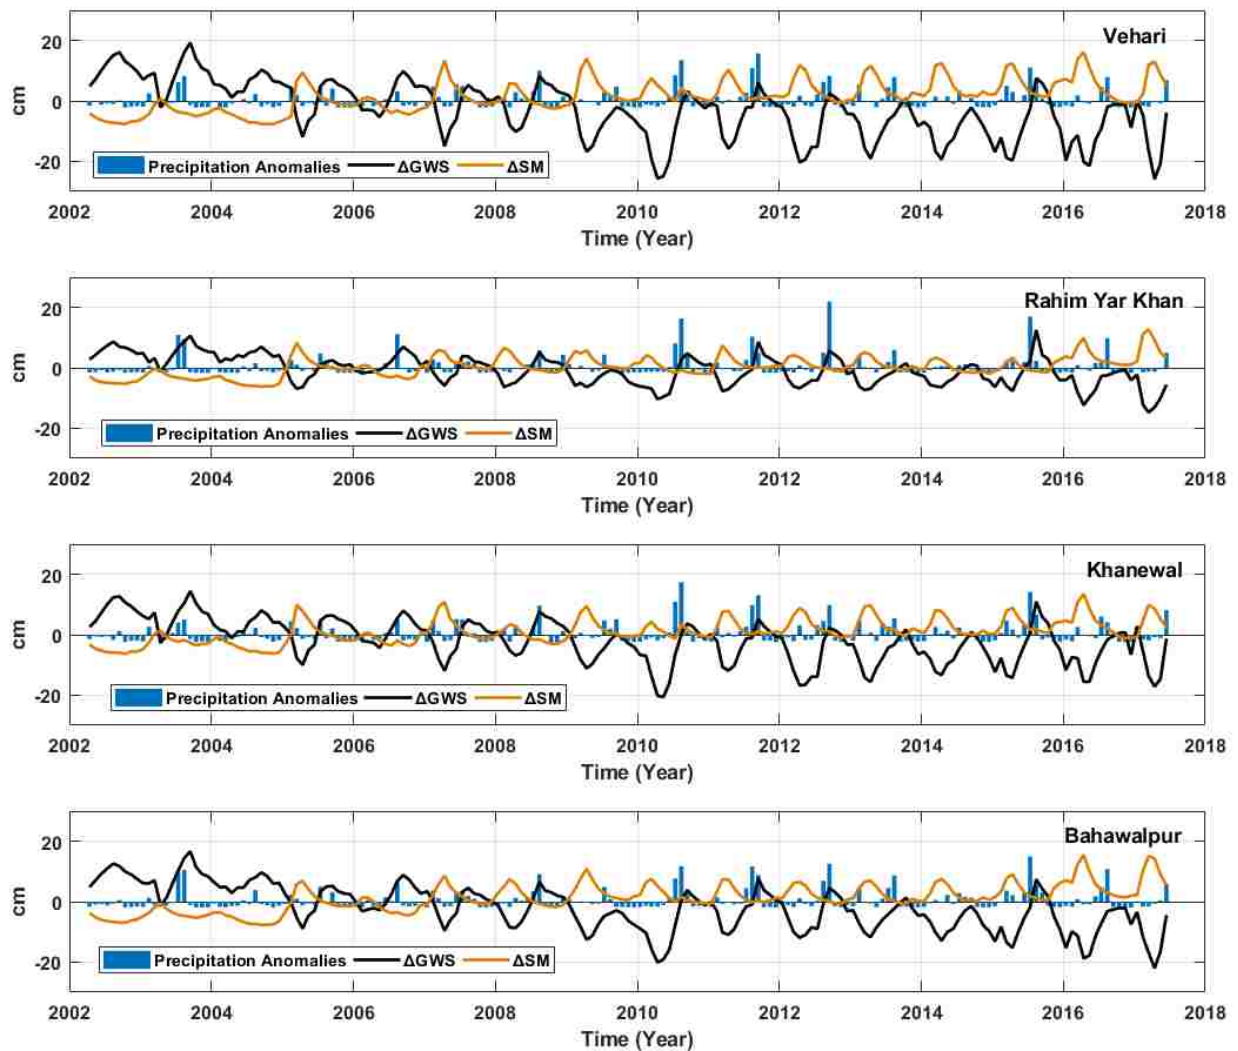 Vehari
20
0
-20
cm
Precipitation Anomalies ΔGWS ΔSM
2002 2004 2006 2008 2010 2012 2014 2016 2018
Time (Year)
Rahim Yar Khan
20
0
-20
cm
Precipitation Anomalies ΔGWS ΔSM
2002 2004 2006 2008 2010 2012 2014 2016 2018
Time (Year)
Khanewal
20
0
-20
cm
Precipitation Anomalies ΔGWS ΔSM
2002 2004 2006 2008 2010 2012 2014 2016 2018
Time (Year)
Bahawalpur
20
0
-20
cm
Precipitation Anomalies ΔGWS ΔSM
2002 2004 2006 2008 2010 2012 2014 2016 2018
Time (Year)